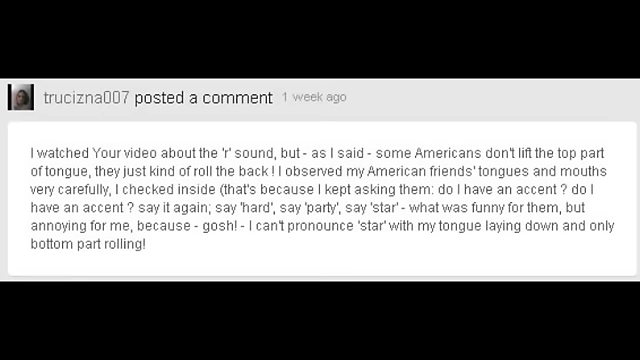 trucizna007 posted a comment 1 week ago
I watched Your video about the 'r' sound, but - as I said - some Americans don't lift the top part
of tongue, they just kind of roll the back ! I observed my American friends' tongues and mouths
very carefully, I checked inside (that's because I kept asking them: do I have an accent ? do I
have an accent ? say it again; say 'hard', say 'party', say 'star' - what was funny for them, but
annoying for me, because - gosh! - I can't pronounce 'star' with my tongue laying down and only
bottom part rolling!